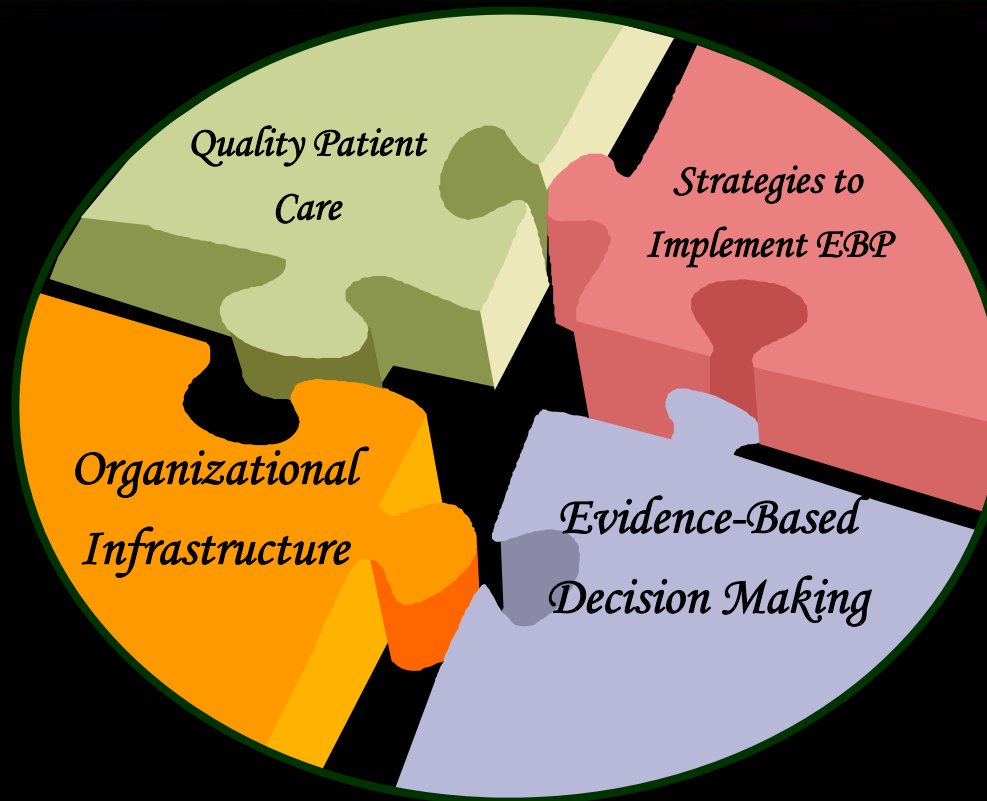 Quality Patient
Care
Strategies to
Implement EBP
Organizational
Infrastructure
Evidence-Based
Decision Making